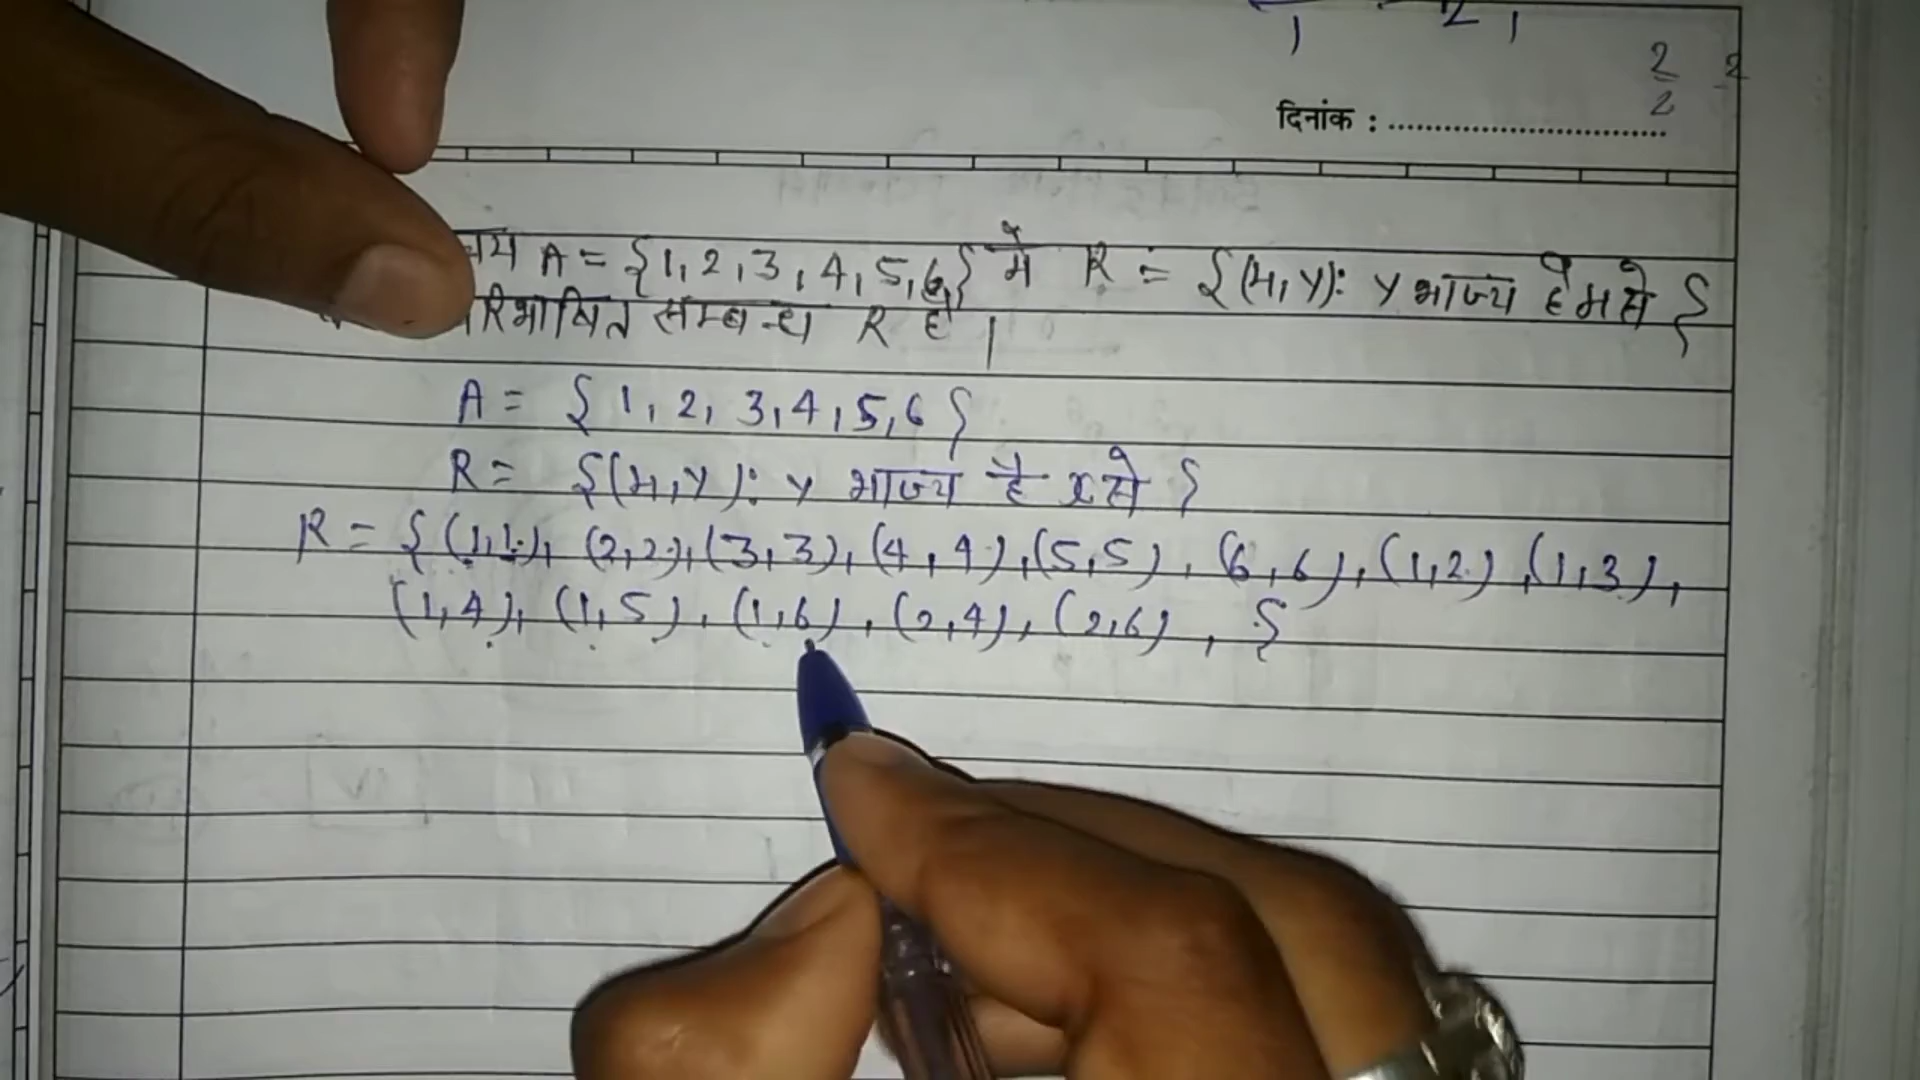 दिनांक : ..............................
A = {1, 2, 3, 4, 5, 6} में R = {(x, y): y भाज्य है x से }
परिभाषित सम्बन्ध R है ।
A = { 1, 2, 3, 4, 5, 6 }
R = {(x, y): y भाज्य है x से }
R = { (1,1), (2,2), (3,3), (4,4), (5,5), (6,6), (1,2), (1,3),
(1,4), (1,5), (1,6), (2,4), (2,6), }